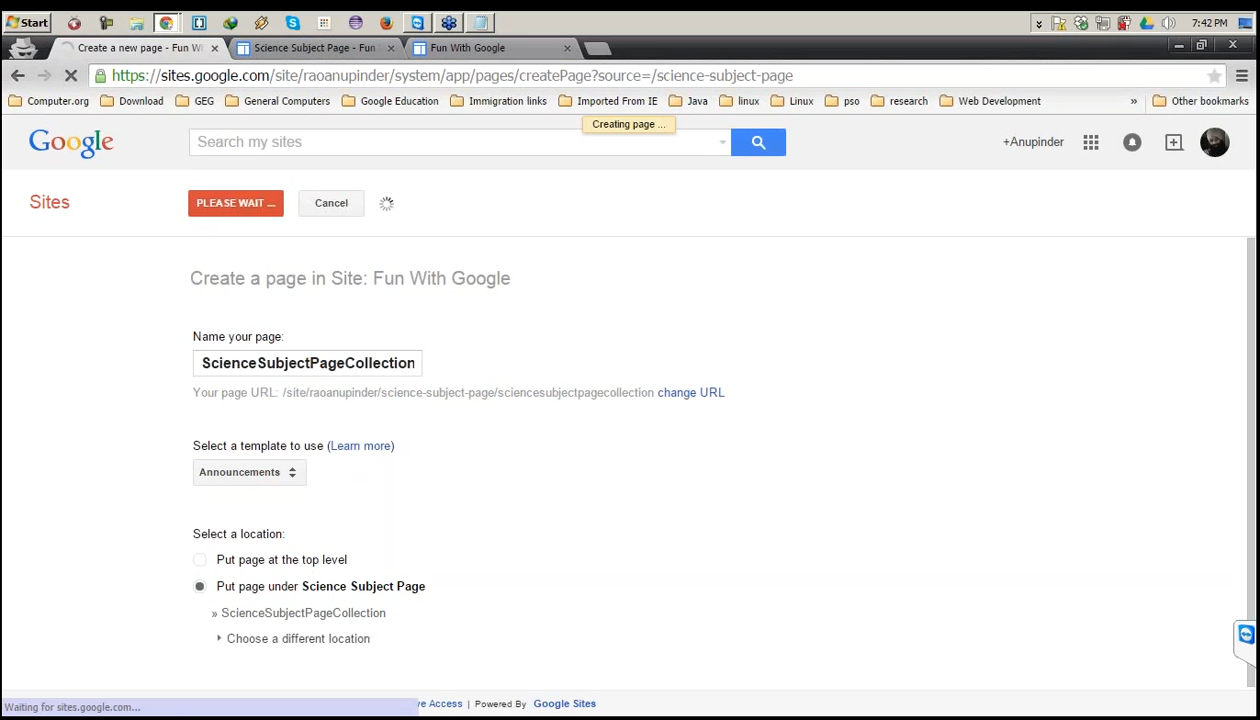 Start
7:42 PM
Create a new page - Fun Wi
Science Subject Page - Fun
Fun With Google
https://sites.google.com/site/raoanupinder/system/app/pages/createPage?source=/science-subject-page
Computer.org
Download
GEG
General Computers
Google Education
Immigration links
Imported From IE
Java
linux
Linux
pso
research
Web Development
»
Other bookmarks
Creating page ...
Google
Search my sites
+Anupinder
Sites
PLEASE WAIT ...
Cancel
Create a page in Site: Fun With Google
Name your page:
ScienceSubjectPageCollection
Your page URL: /site/raoanupinder/science-subject-page/sciencesubjectpagecollection change URL
Select a template to use (Learn more)
Announcements
Select a location:
Put page at the top level
Put page under Science Subject Page
» ScienceSubjectPageCollection
Choose a different location
Waiting for sites.google.com...
ve Access | Powered By Google Sites